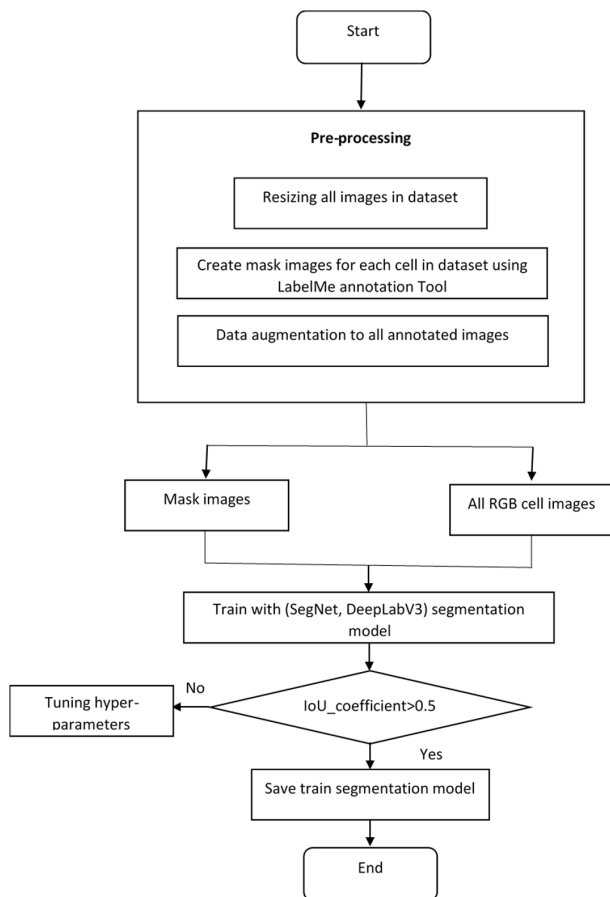 Start
Pre-processing
Resizing all images in dataset
Create mask images for each cell in dataset using
LabelMe annotation Tool
Data augmentation to all annotated images
Mask images
All RGB cell images
Train with (SegNet, DeepLabV3) segmentation
model
No
Tuning hyper-
parameters
IoU_coefficient>0.5
Yes
Save train segmentation model
End